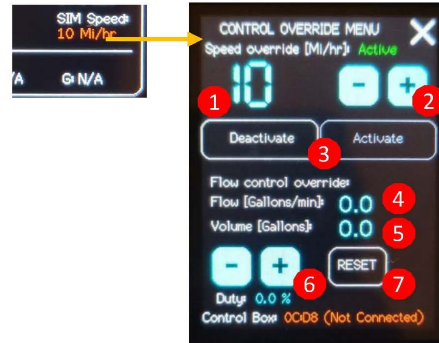 SIM Speed:
10 Mi/hr
/A
G: N/A
CONTROL OVERRIDE MENU
Speed override [Mi/hr]: Active
10
- +
1
2
Deactivate
Activate
3
Flow control override:
Flow [Gallons/min]: 0.0
4
Volume [Gallons]: 0.0
5
- +
RESET
6
7
Duty: 0.0 %
Control Box: 0C:D8 (Not Connected)